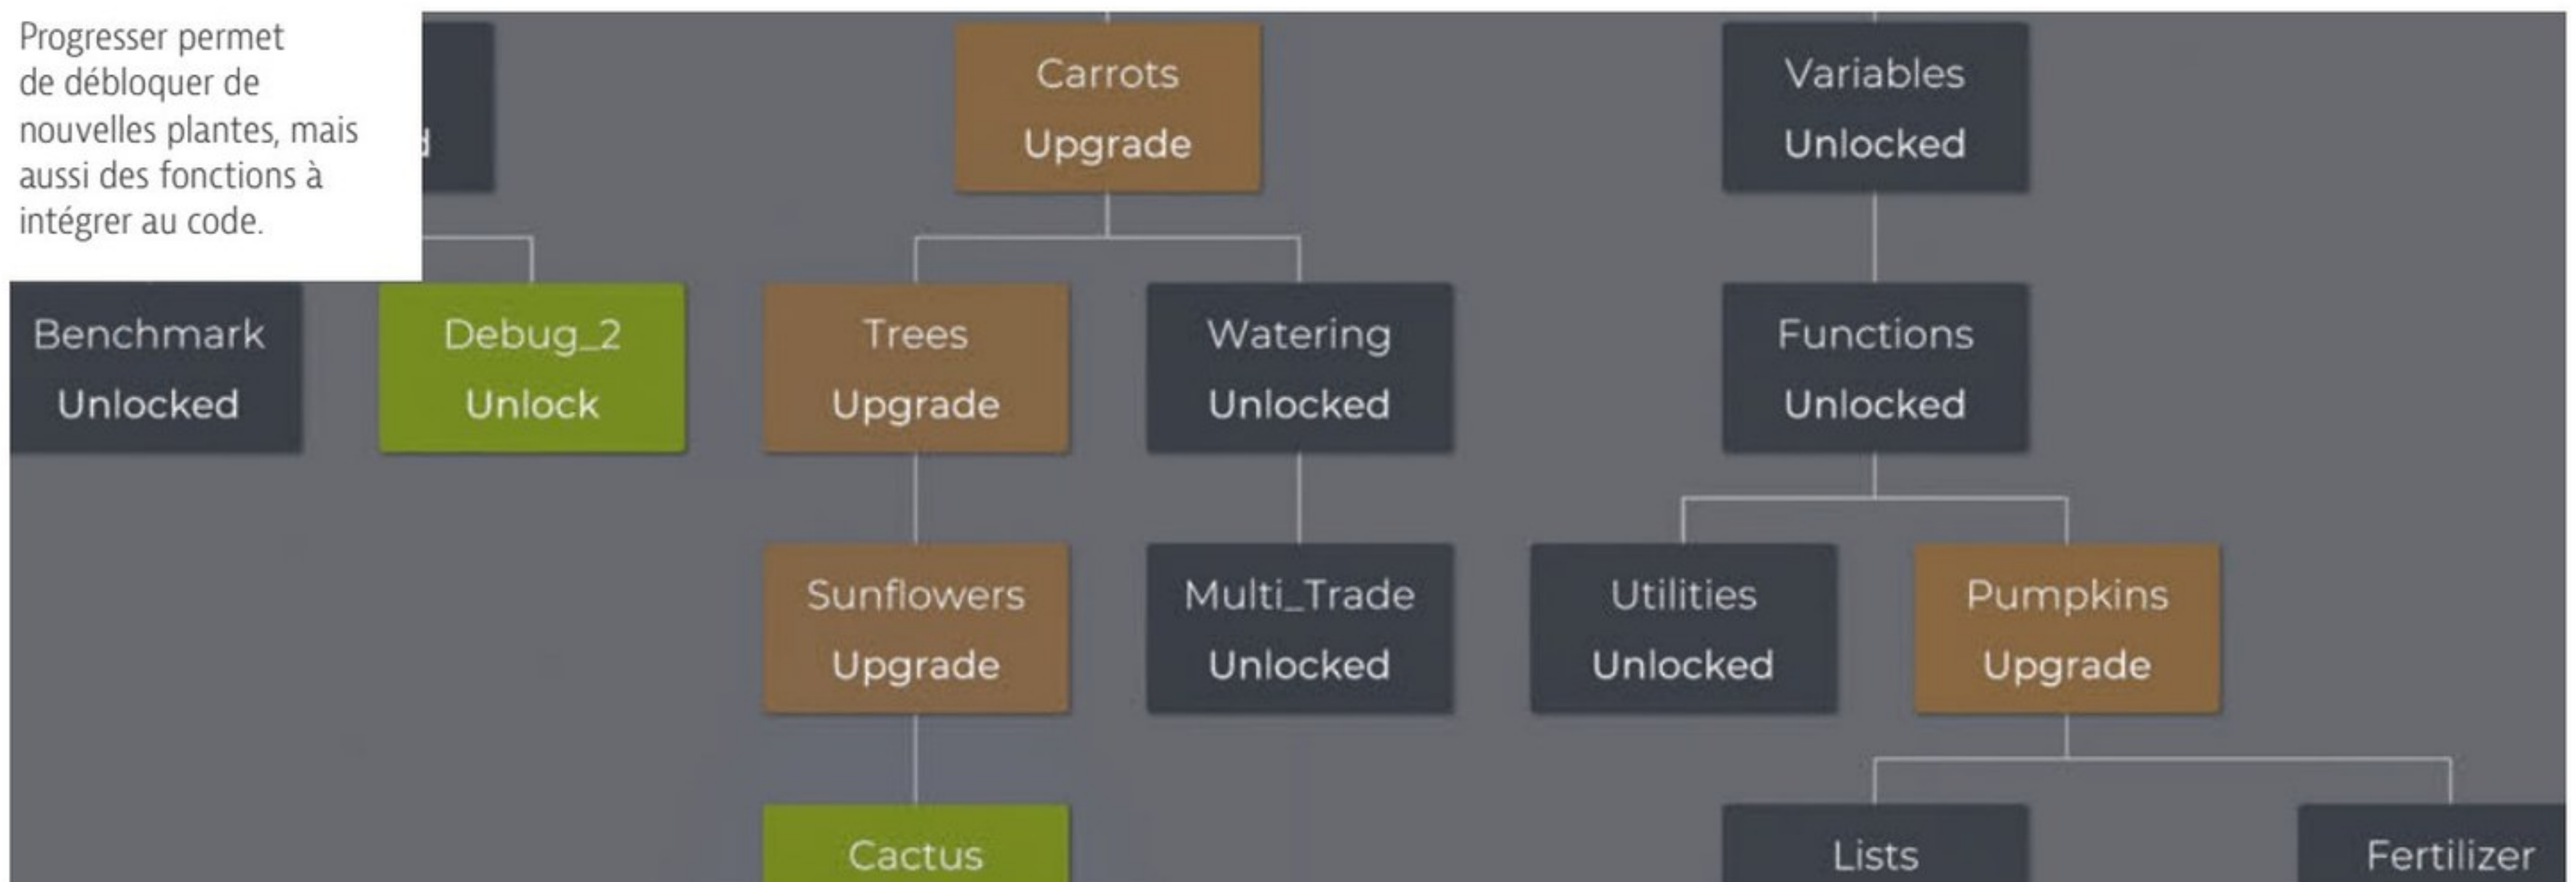 Progresser permet
de débloquer de
nouvelles plantes, mais
aussi des fonctions à
intégrer au code.
Carrots
Upgrade
Variables
Unlocked
Benchmark
Unlocked
Debug_2
Unlock
Trees
Upgrade
Watering
Unlocked
Functions
Unlocked
Sunflowers
Upgrade
Multi_Trade
Unlocked
Utilities
Unlocked
Pumpkins
Upgrade
Cactus
Lists
Fertilizer